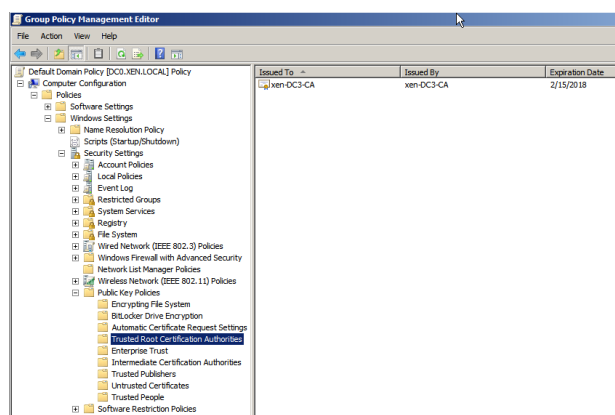 Group Policy Management Editor
File Action View Help
Default Domain Policy [DC0.XEN.LOCAL] Policy
Computer Configuration
Policies
Software Settings
Windows Settings
Name Resolution Policy
Scripts (Startup/Shutdown)
Security Settings
Account Policies
Local Policies
Event Log
Restricted Groups
System Services
Registry
File System
Wired Network (IEEE 802.3) Policies
Windows Firewall with Advanced Security
Network List Manager Policies
Wireless Network (IEEE 802.11) Policies
Public Key Policies
Encrypting File System
BitLocker Drive Encryption
Automatic Certificate Request Settings
Trusted Root Certification Authorities
Enterprise Trust
Intermediate Certification Authorities
Trusted Publishers
Untrusted Certificates
Trusted People
Software Restriction Policies
Issued To Issued By Expiration Date
xen-DC3-CA xen-DC3-CA 2/15/2018